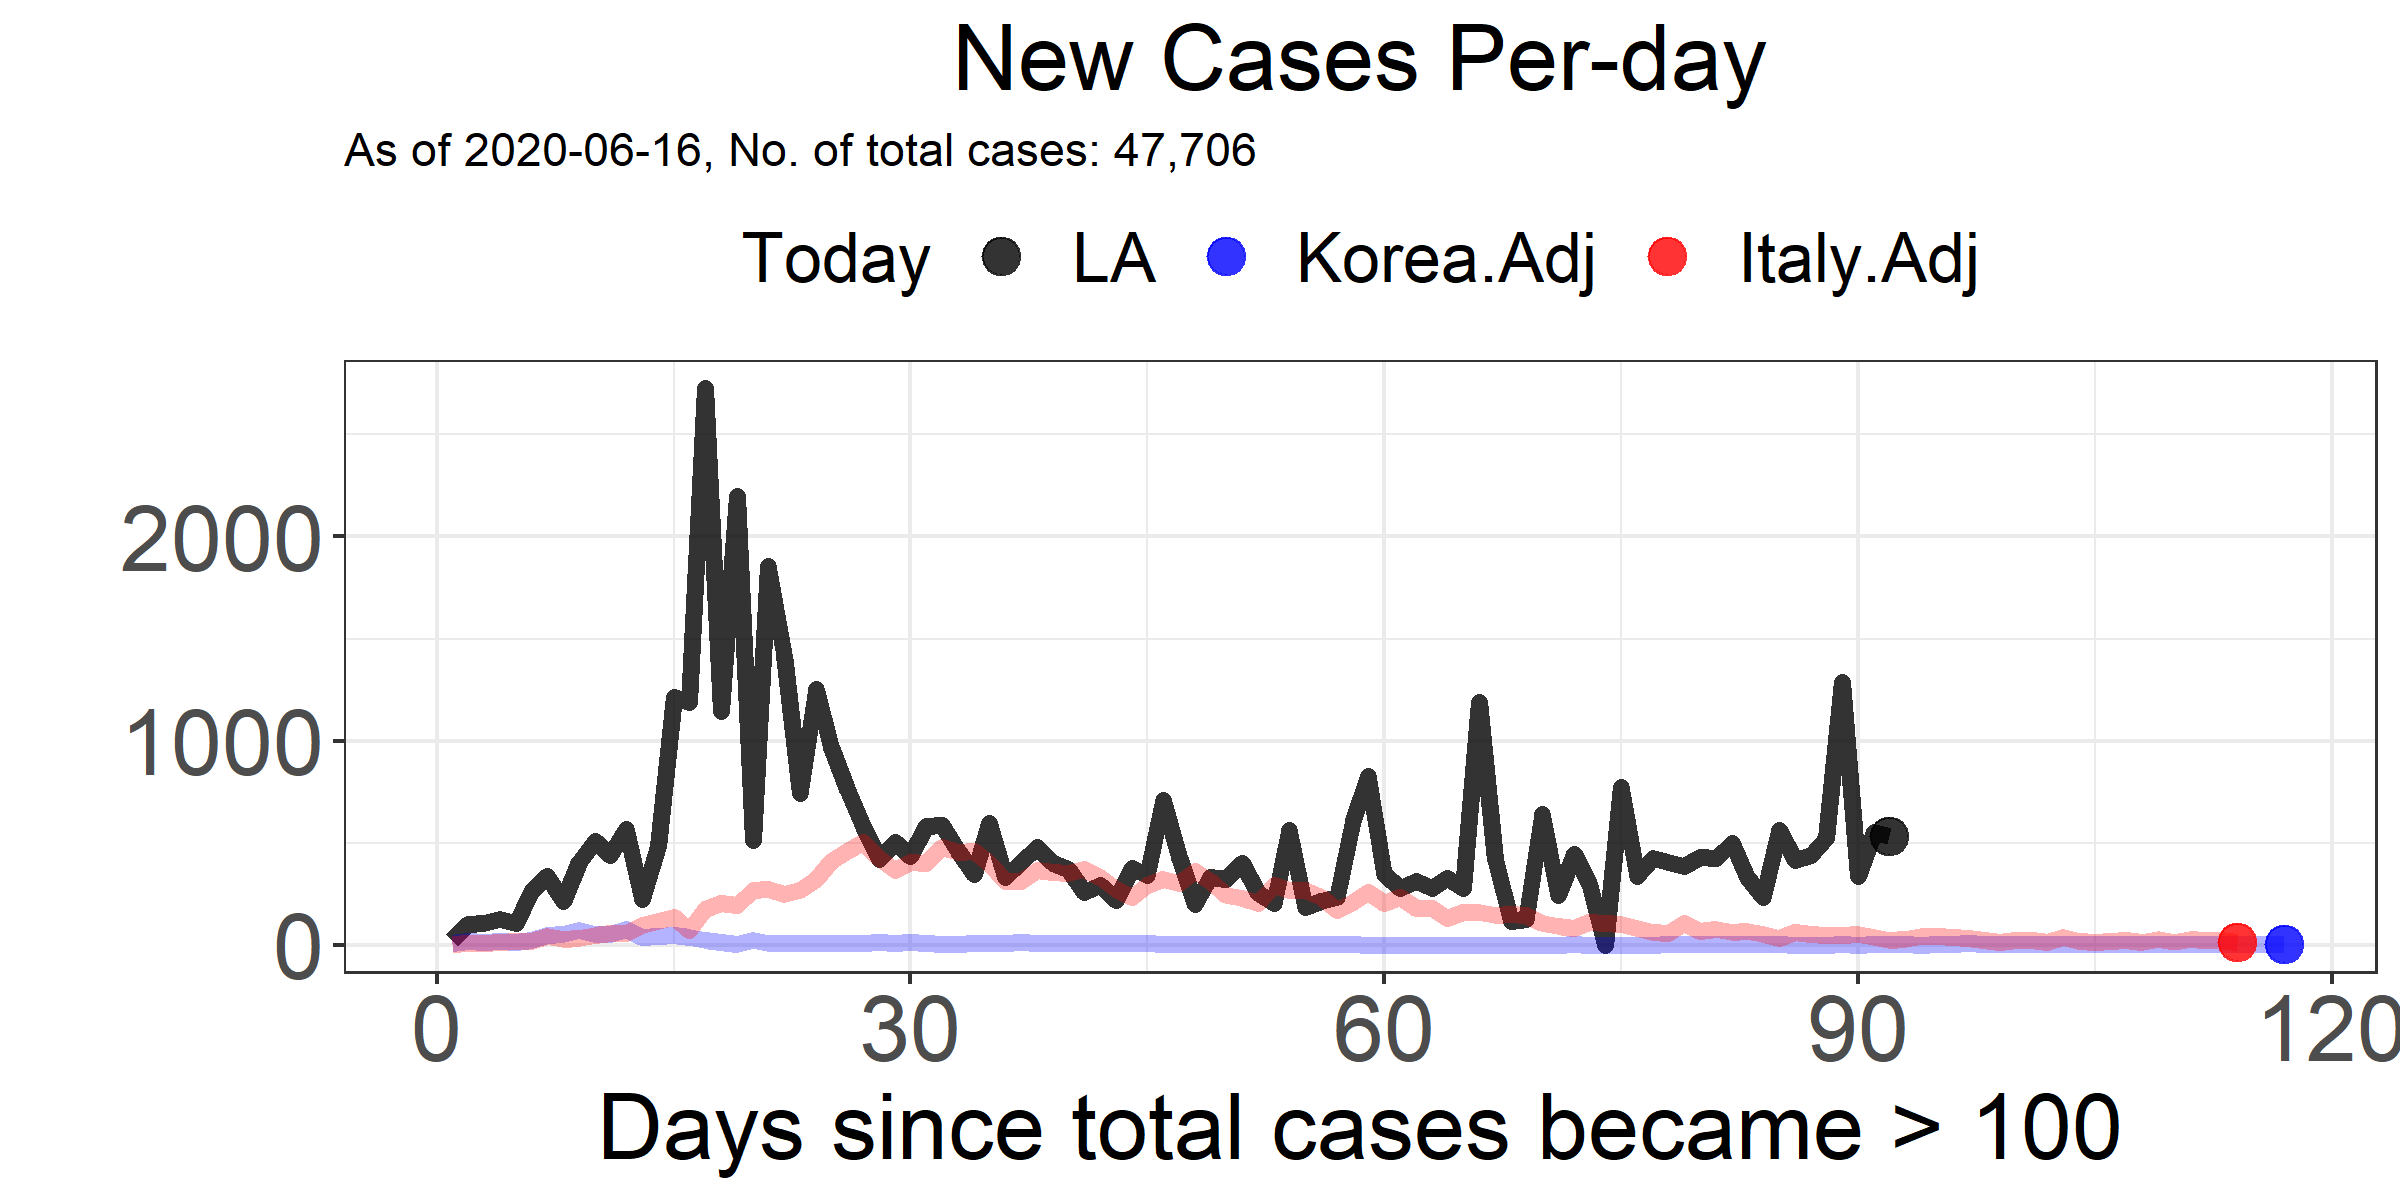 New Cases Per-day
As of 2020-06-16, No. of total cases: 47,706
Today LA Korea.Adj Italy.Adj
2000
1000
0
0 30 60 90 120
Days since total cases became > 100